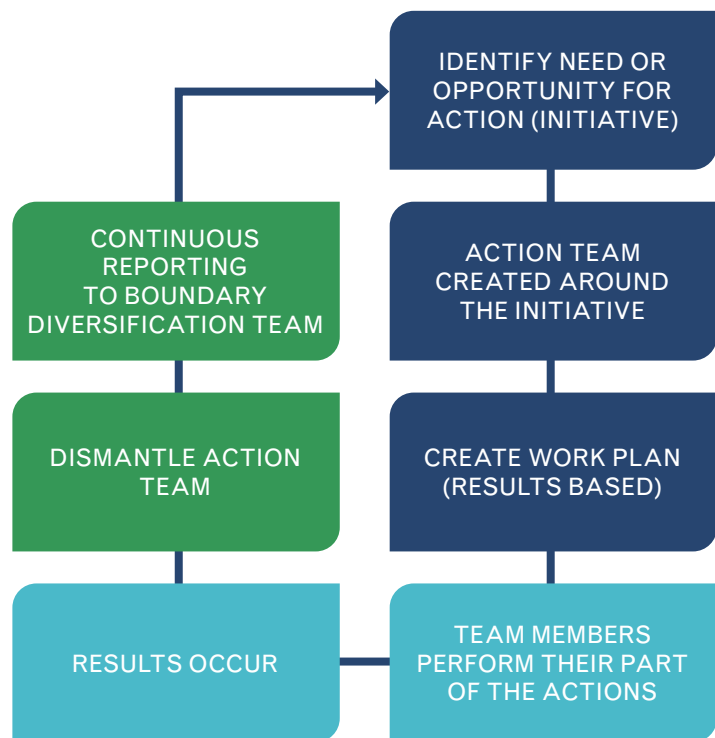 IDENTIFY NEED OR
OPPORTUNITY FOR
ACTION (INITIATIVE)
ACTION TEAM
CREATED AROUND
THE INITIATIVE
CREATE WORK PLAN
(RESULTS BASED)
TEAM MEMBERS
PERFORM THEIR PART
OF THE ACTIONS
RESULTS OCCUR
DISMANTLE ACTION
TEAM
CONTINUOUS
REPORTING
TO BOUNDARY
DIVERSIFICATION TEAM